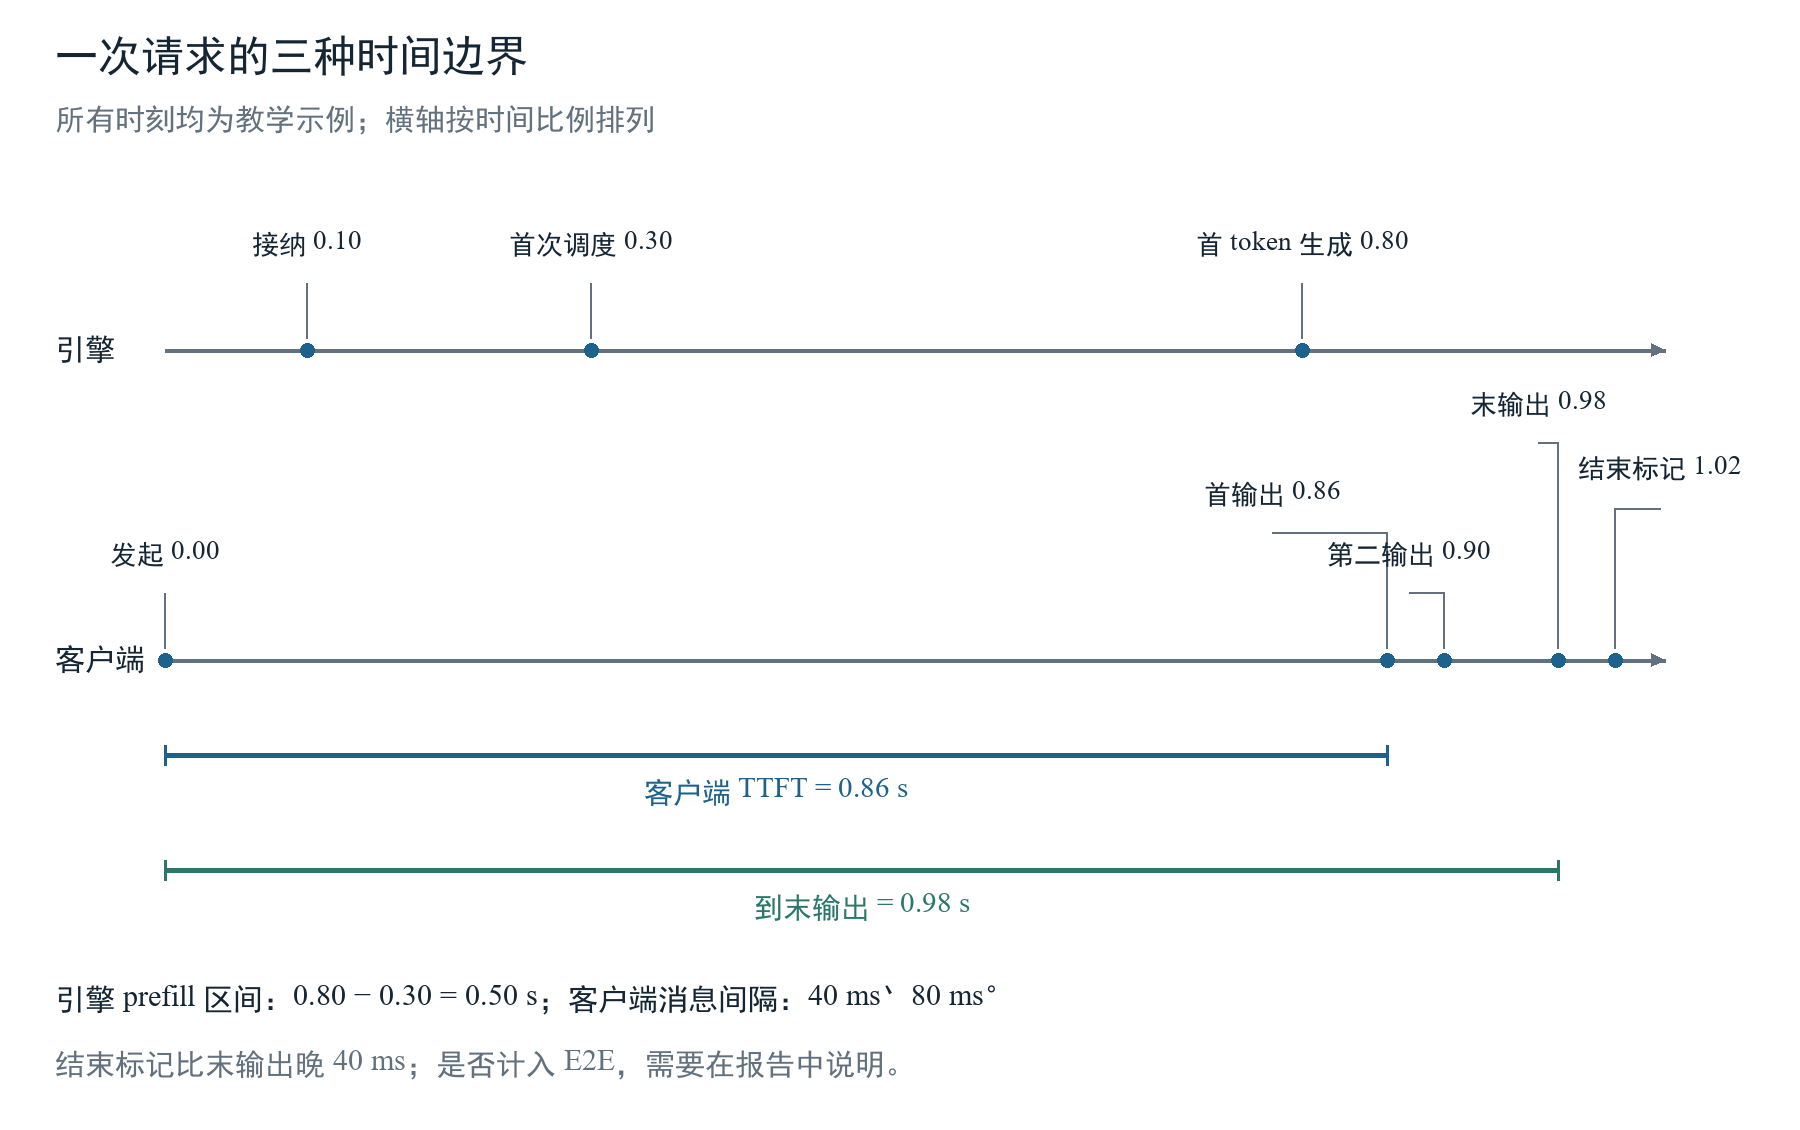 一次请求的三种时间边界
所有时刻均为教学示例；横轴按时间比例排列
接纳 0.10
首次调度 0.30
首 token 生成 0.80
引擎
末输出 0.98
结束标记 1.02
首输出 0.86
第二输出 0.90
发起 0.00
客户端
客户端 TTFT = 0.86 s
到末输出 = 0.98 s
引擎 prefill 区间：0.80 − 0.30 = 0.50 s；客户端消息间隔：40 ms、80 ms。
结束标记比末输出晚 40 ms；是否计入 E2E，需要在报告中说明。